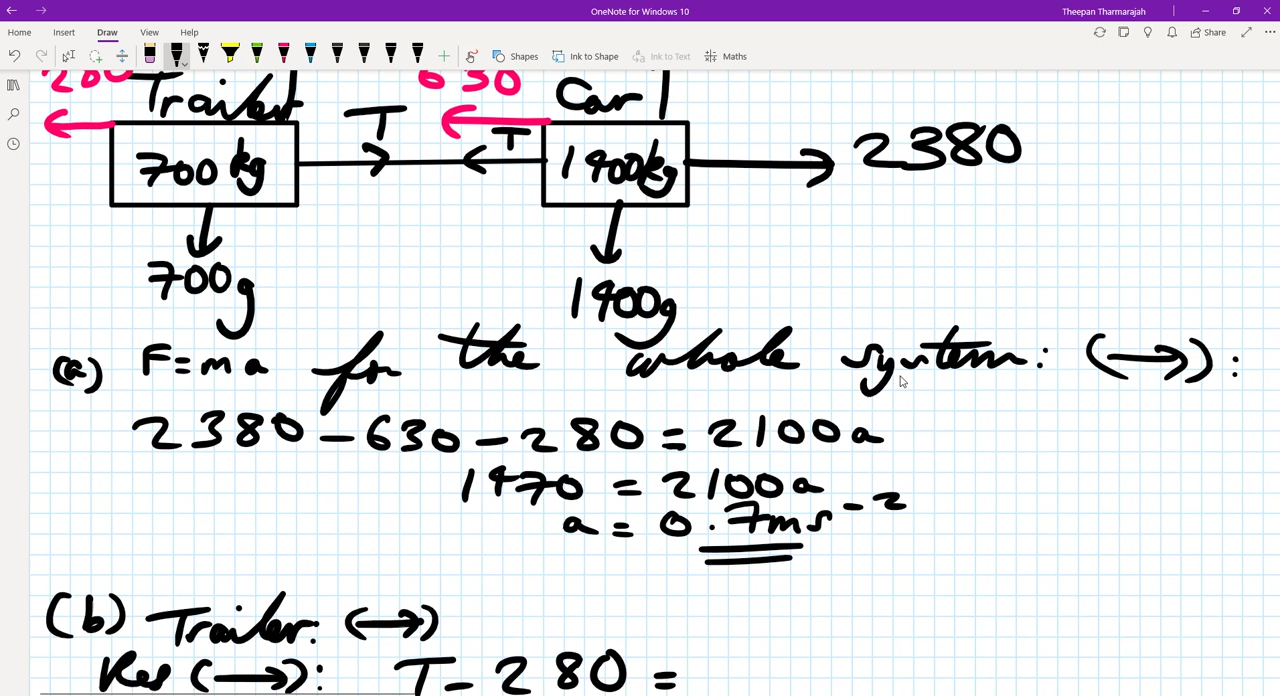 OneNote for Windows 10
Theepan Tharmarajah
Home Insert Draw View Help
Share
Shapes Ink to Shape Ink to Text Maths
280 Trailer 630 Car
T T
700 kg 1400kg 2380
700g 1400g
(a) F = ma for the whole system: (→):
2380 - 630 - 280 = 2100a
1470 = 2100a
a = 0.7ms-2
(b) Trailer: (→)
Res (→): T - 280 =